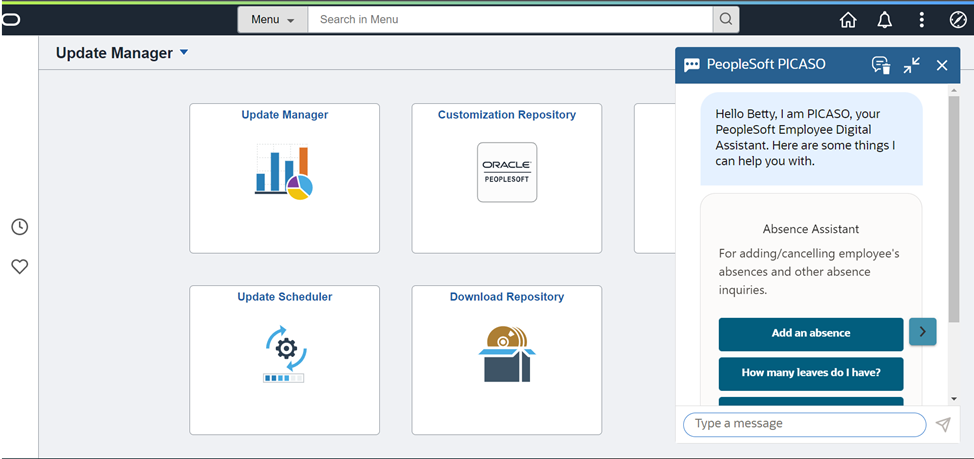 Menu
Search in Menu
Update Manager
Update Manager
Customization Repository
ORACLE
PEOPLESOFT
Update Scheduler
Download Repository
PeopleSoft PICASO
Hello Betty, I am PICASO, your
PeopleSoft Employee Digital
Assistant. Here are some things I
can help you with.
Absence Assistant
For adding/cancelling employee's
absences and other absence
inquiries.
Add an absence
How many leaves do I have?
Type a message